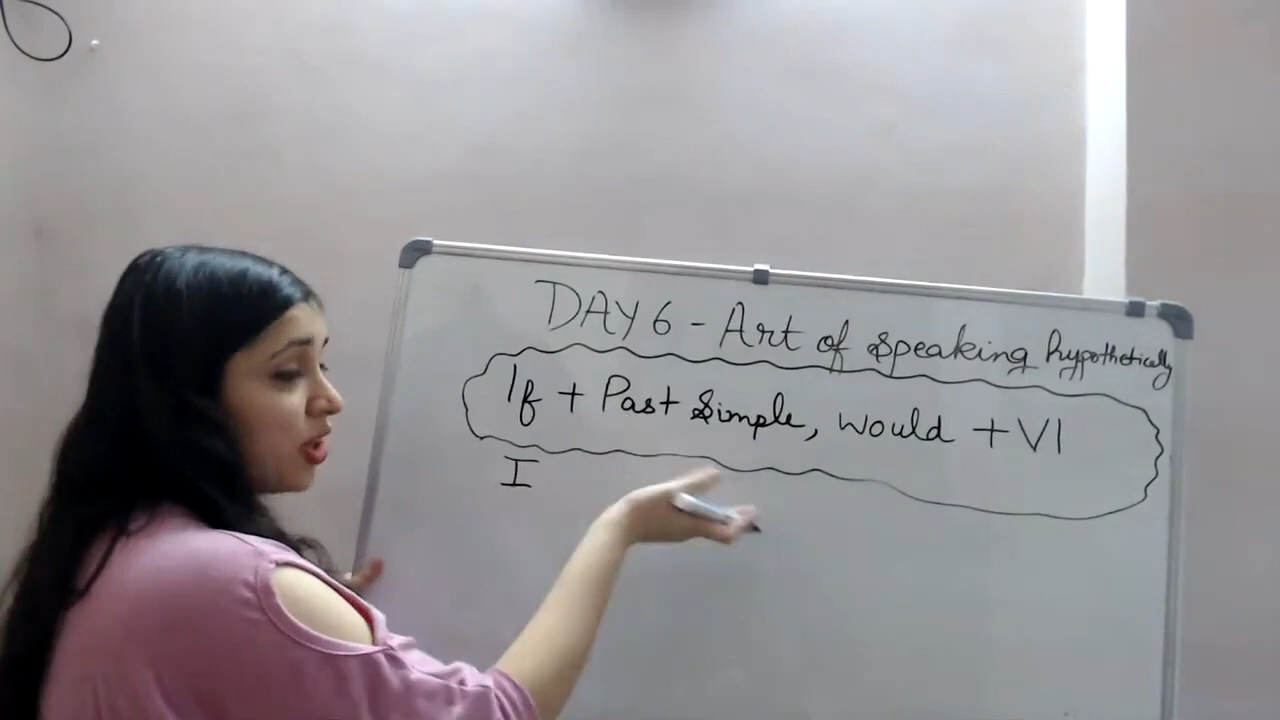 DAY 6 - Art of speaking hypothetically
If + Past Simple, would + V1
I